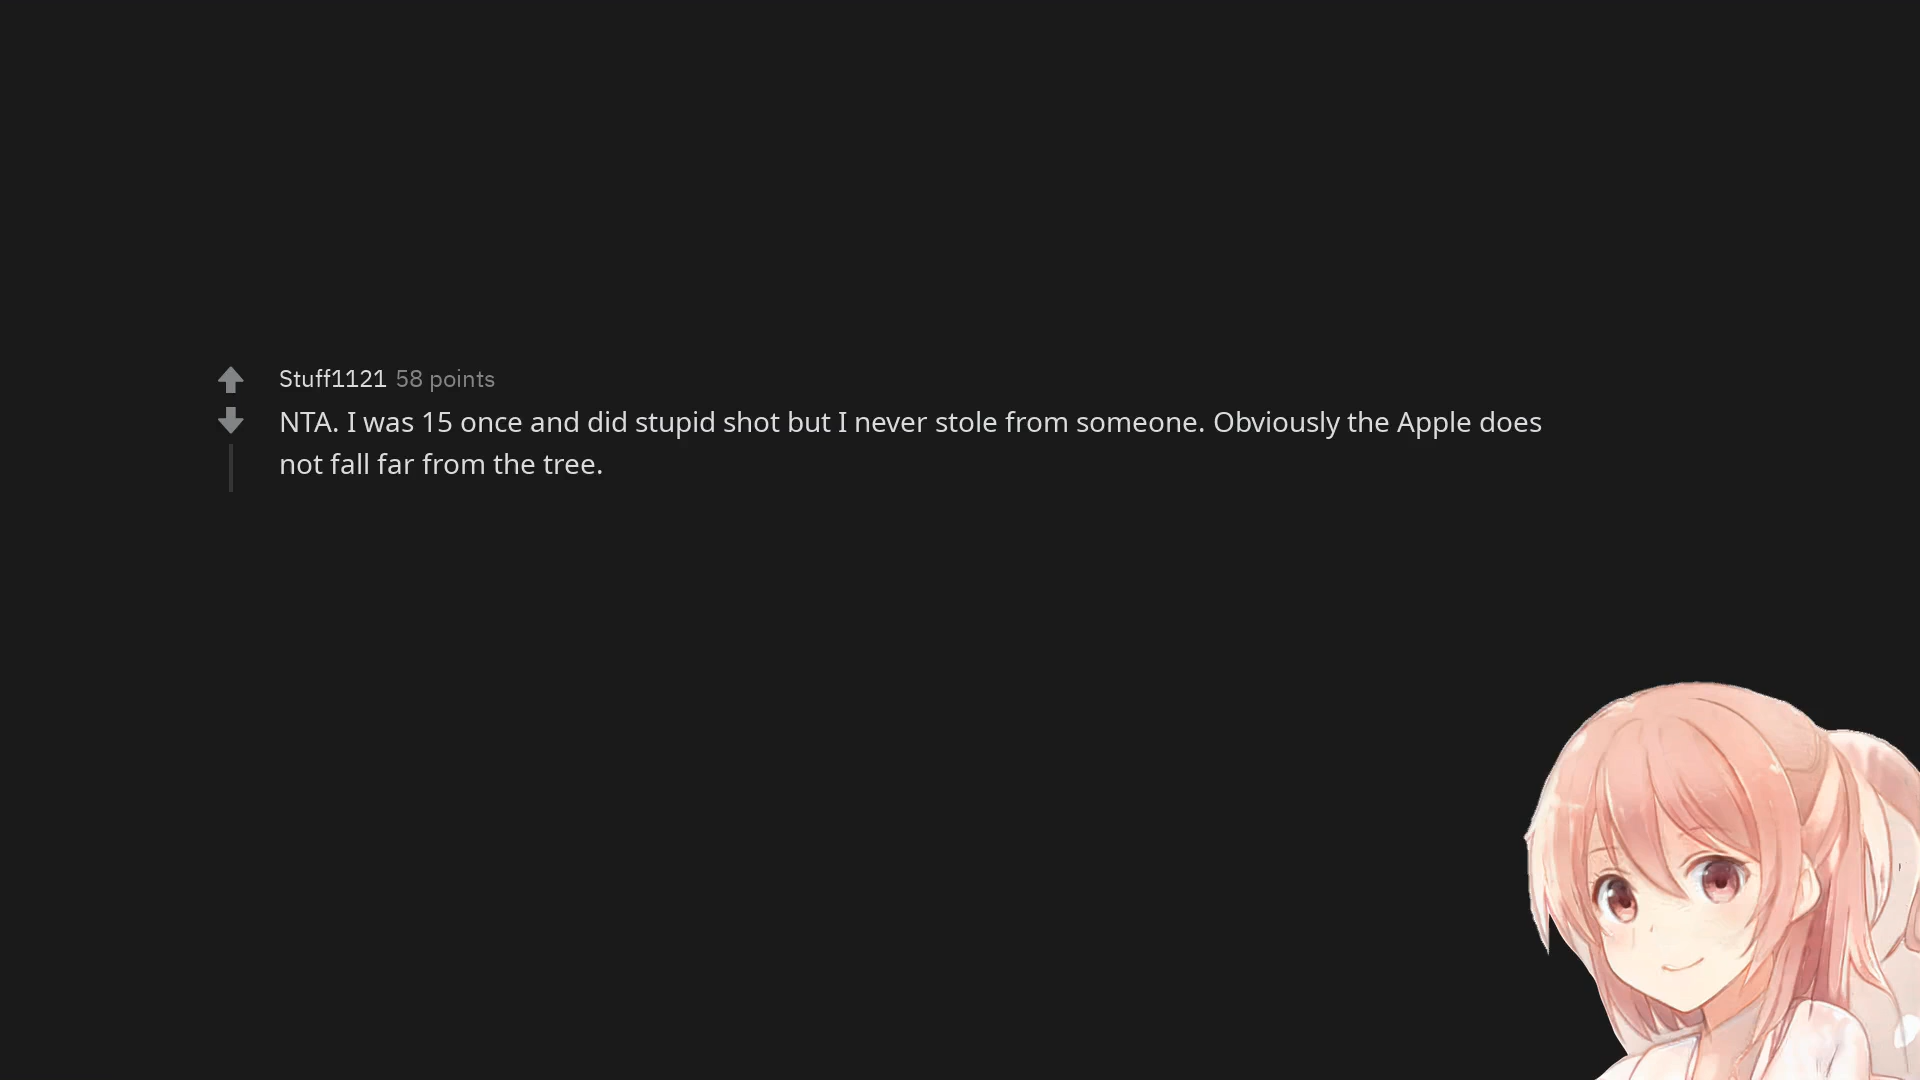 Stuff1121 58 points
NTA. I was 15 once and did stupid shot but I never stole from someone. Obviously the Apple does
not fall far from the tree.